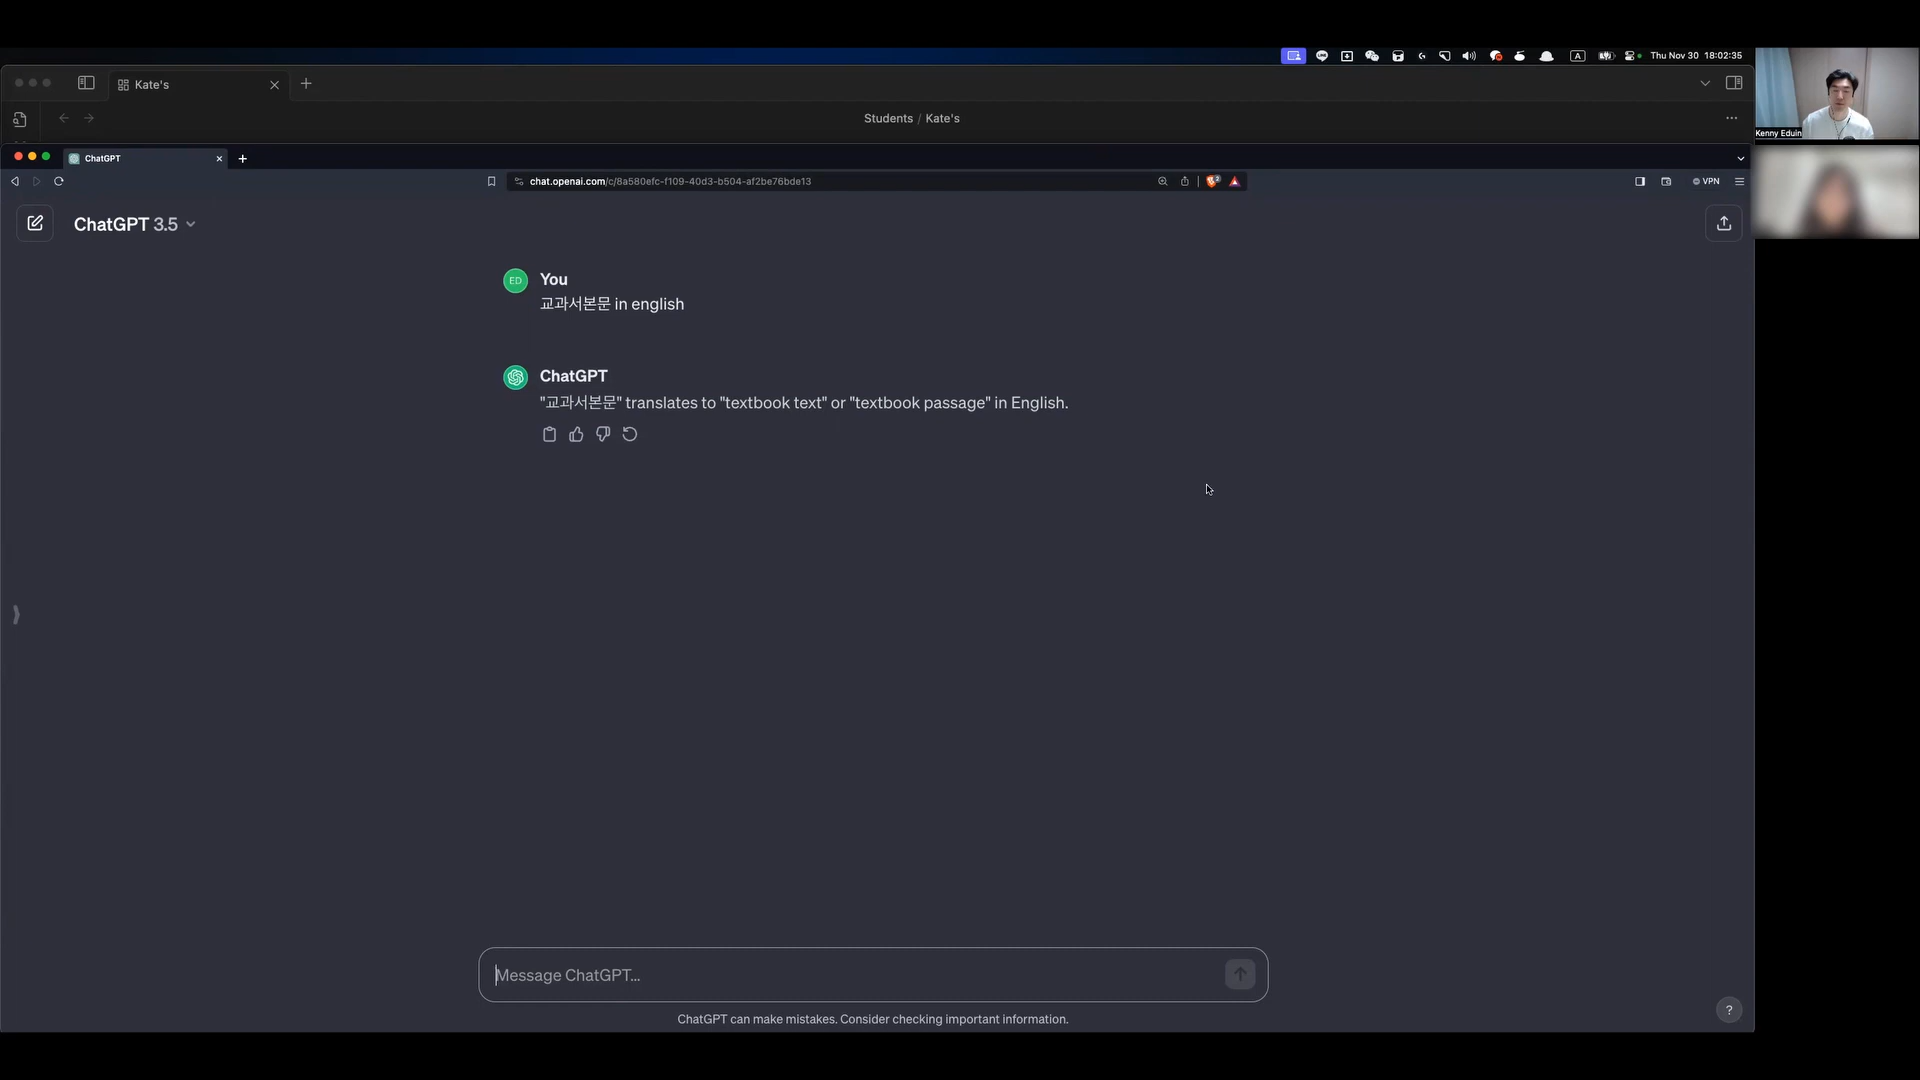 Thu Nov 30 18:02:35
Kate's
Students / Kate's
Kenny Eduin
ChatGPT
chat.openai.com/c/8a580efc-f109-40d3-b504-af2be76bde13
VPN
ChatGPT 3.5
ED
You
교과서본문 in english
ChatGPT
"교과서본문" translates to "textbook text" or "textbook passage" in English.
Message ChatGPT...
ChatGPT can make mistakes. Consider checking important information.
?